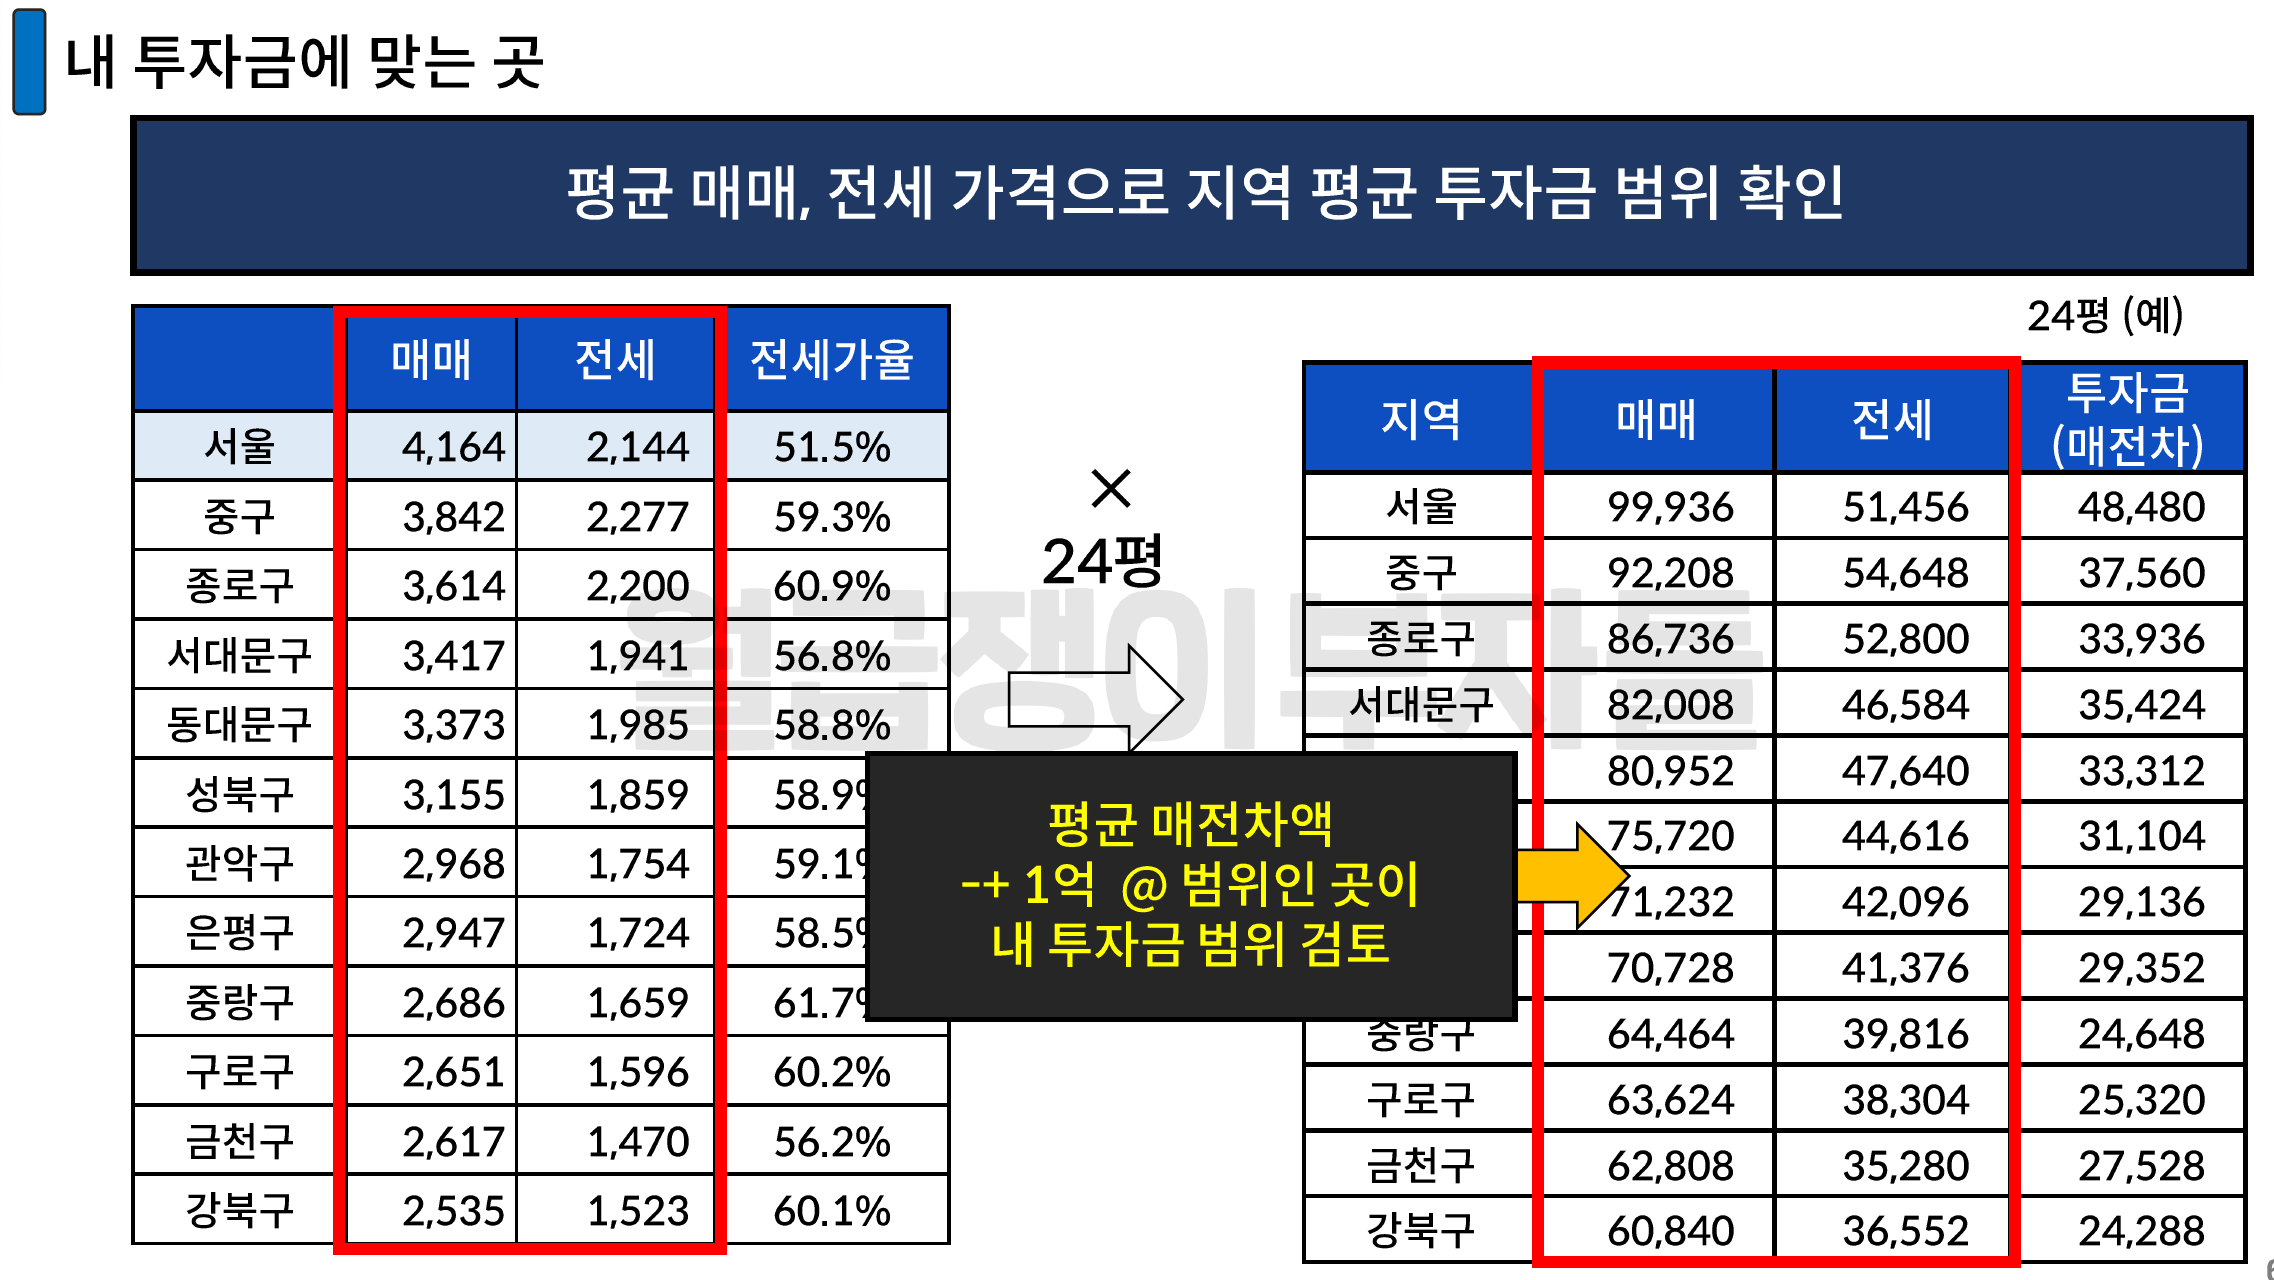 내 투자금에 맞는 곳
평균 매매, 전세 가격으로 지역 평균 투자금 범위 확인
매매 전세 전세가율
서울 4,164 2,144 51.5%
중구 3,842 2,277 59.3%
종로구 3,614 2,200 60.9%
서대문구 3,417 1,941 56.8%
동대문구 3,373 1,985 58.8%
성북구 3,155 1,859 58.9%
관악구 2,968 1,754 59.1%
은평구 2,947 1,724 58.5%
중랑구 2,686 1,659 61.7%
구로구 2,651 1,596 60.2%
금천구 2,617 1,470 56.2%
강북구 2,535 1,523 60.1%
×
24평
월급쟁이부자들
평균 매전차액
-+ 1억 @ 범위인 곳이
내 투자금 범위 검토
24평 (예)
지역 매매 전세 투자금
(매전차)
서울 99,936 51,456 48,480
중구 92,208 54,648 37,560
종로구 86,736 52,800 33,936
서대문구 82,008 46,584 35,424
80,952 47,640 33,312
75,720 44,616 31,104
71,232 42,096 29,136
70,728 41,376 29,352
중랑구 64,464 39,816 24,648
구로구 63,624 38,304 25,320
금천구 62,808 35,280 27,528
강북구 60,840 36,552 24,288